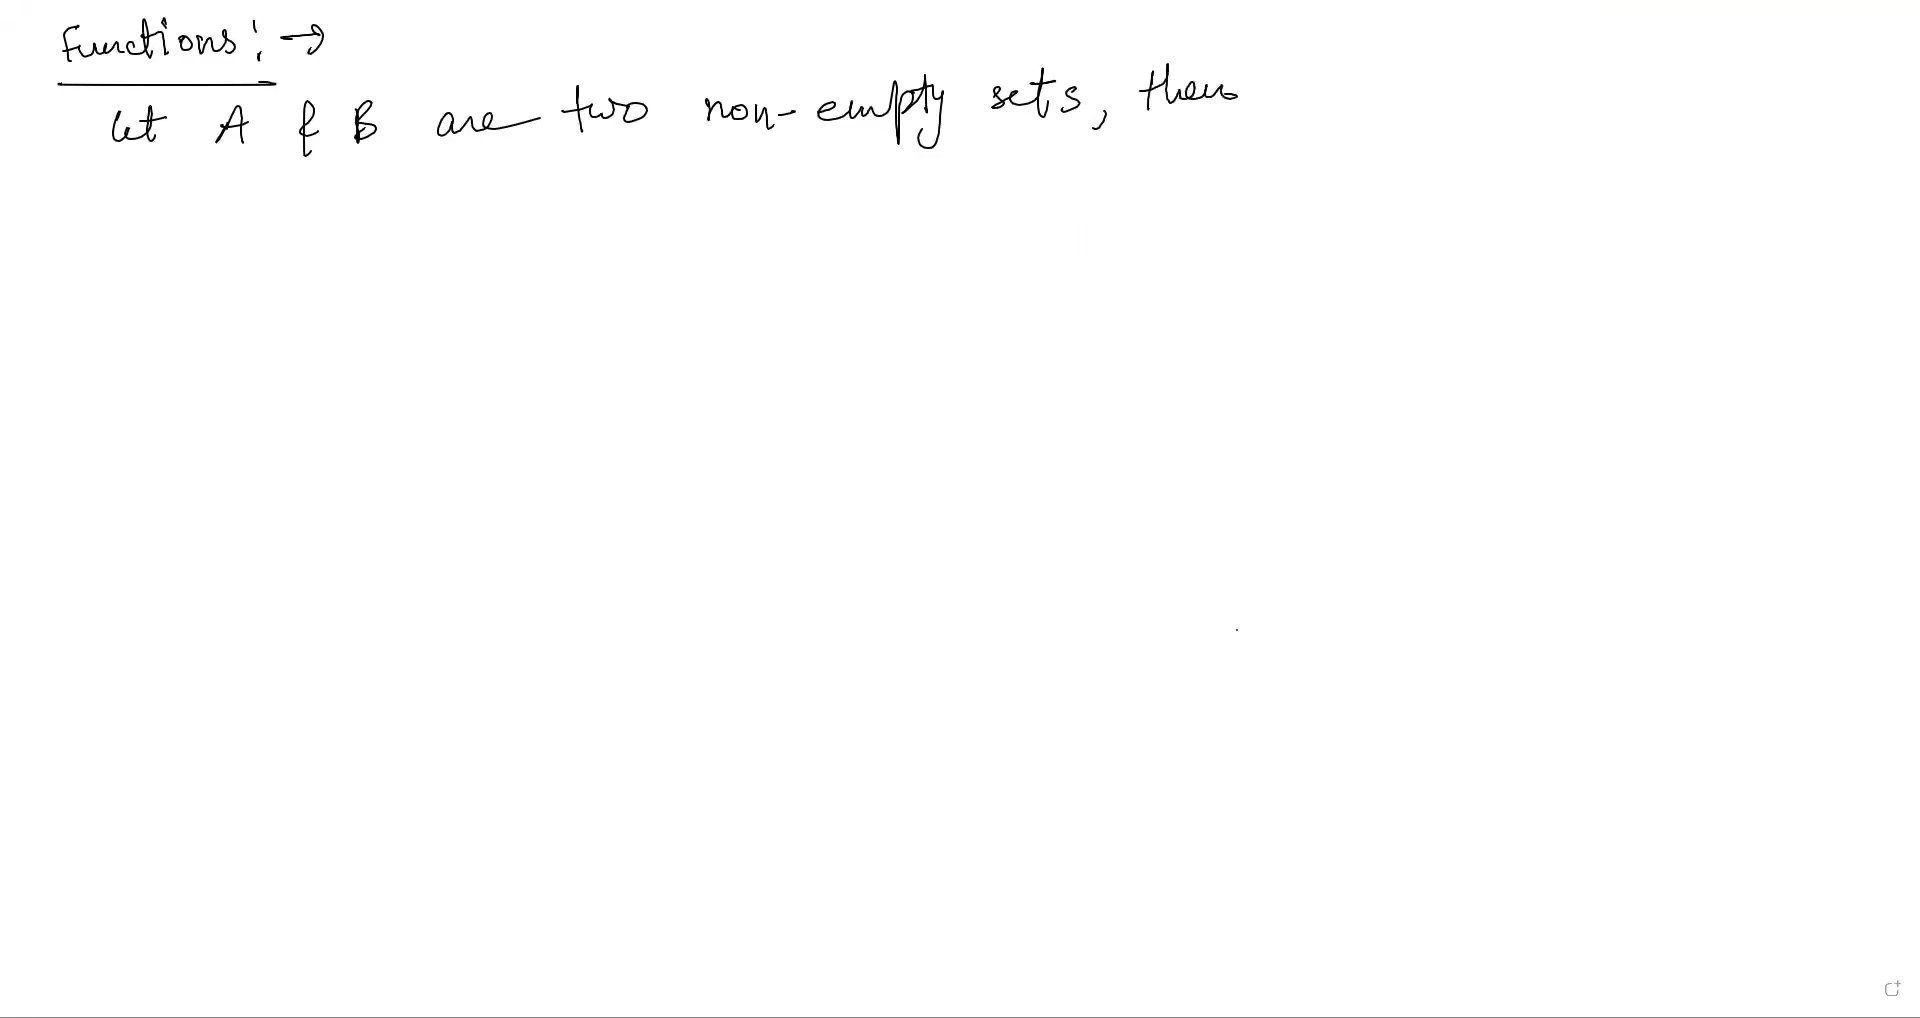 Functions: →
let A & B are two non-empty sets, then